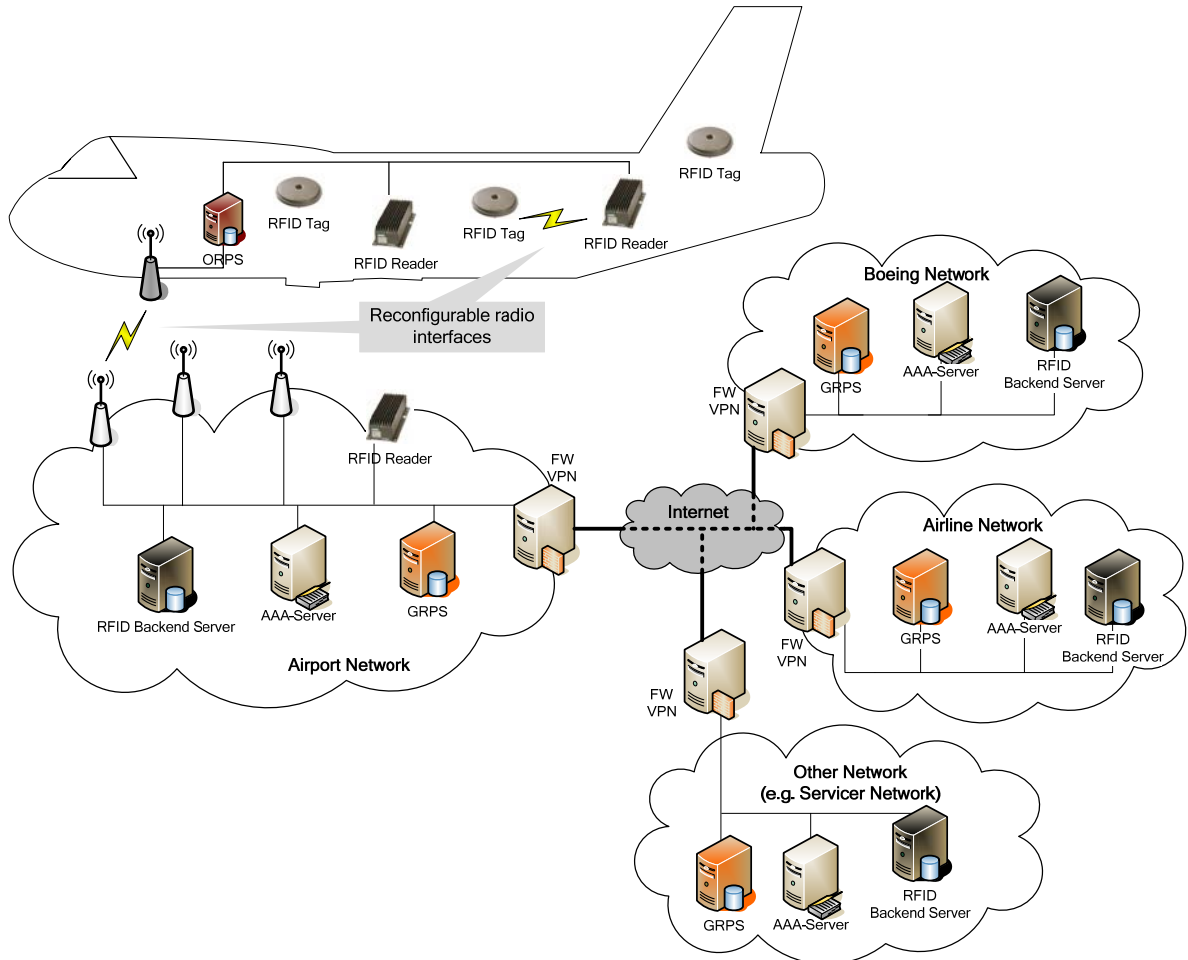 RFID Tag
RFID Tag
RFID Tag
RFID Reader
ORPS
RFID Reader
Reconfigurable radio
interfaces
Boeing Network
GRPS
AAA-Server
RFID
Backend Server
FW
VPN
RFID Reader
FW
VPN
RFID Backend Server
AAA-Server
GRPS
Airport Network
Internet
Airline Network
GRPS
AAA-Server
RFID
Backend Server
FW
VPN
FW
VPN
Other Network
(e.g. Servicer Network)
GRPS
AAA-Server
RFID
Backend Server